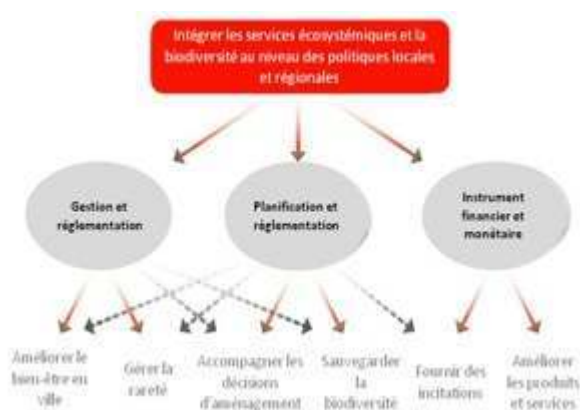 Intégrer les services écosystémiques et la
biodiversité au niveau des politiques locales
et régionales
Gestion et
réglementation
Planification et
réglementation
Instrument
financier et
monétaire
Améliorer le
bien-être en
ville
Gérer la
rareté
Accompagner les
décisions
d'aménagement
Sauvegarder
la
biodiversité
Fournir des
incitations
Améliorer
les produits
et services